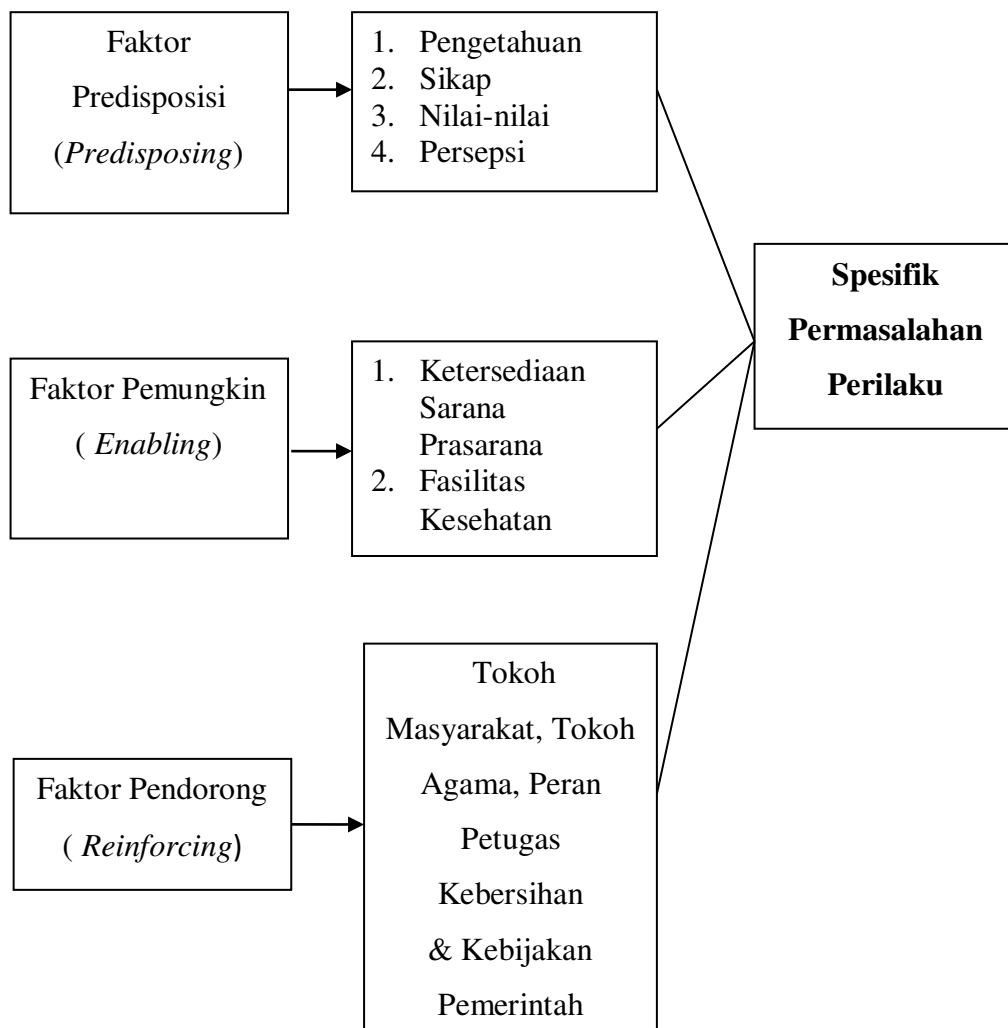 Faktor
Predisposisi
(Predisposing)
1. Pengetahuan
2. Sikap
3. Nilai-nilai
4. Persepsi
Spesifik
Permasalahan
Perilaku
Faktor Pemungkin
( Enabling)
1. Ketersediaan
Sarana
Prasarana
2. Fasilitas
Kesehatan
Faktor Pendorong
( Reinforcing)
Tokoh
Masyarakat, Tokoh
Agama, Peran
Petugas
Kebersihan
& Kebijakan
Pemerintah